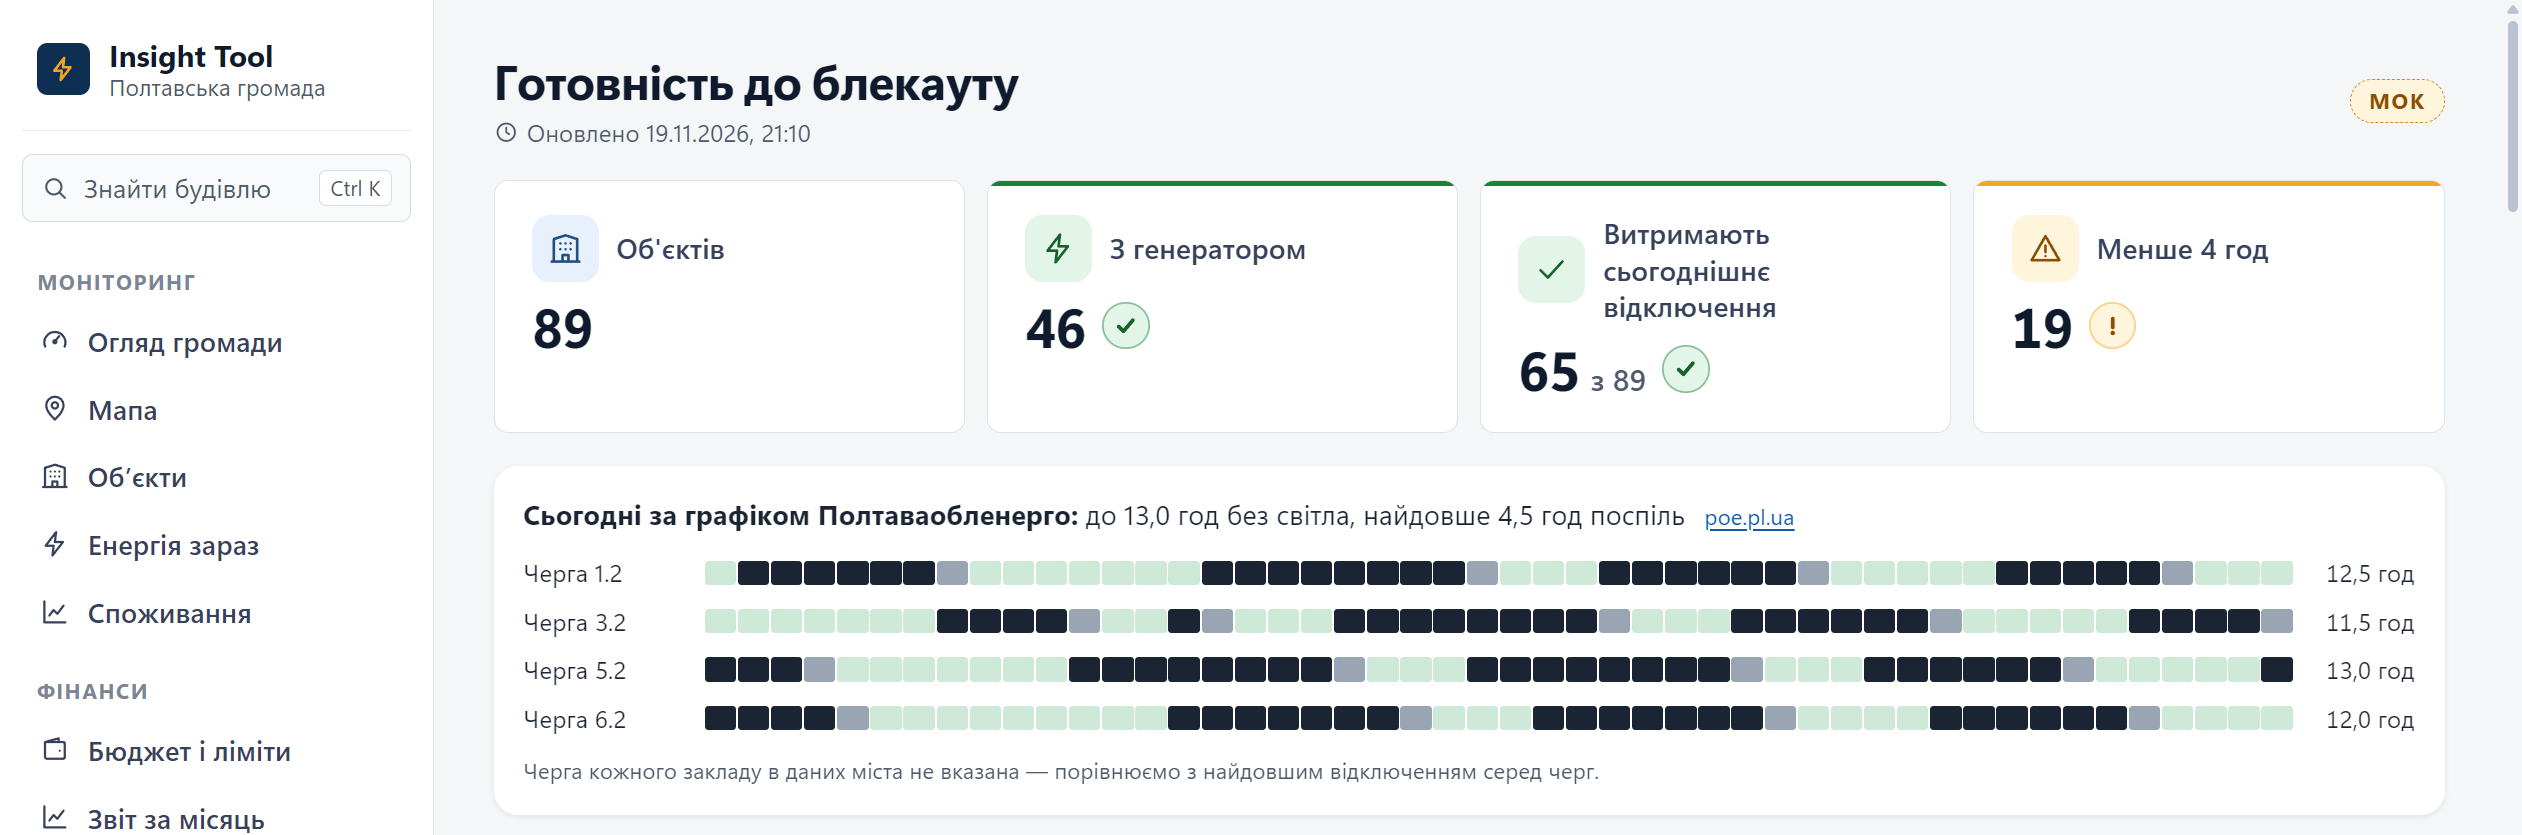 Insight Tool
Полтавська громада
Знайти будівлю
Ctrl K
МОНІТОРИНГ
Огляд громади
Мапа
Об’єкти
Енергія зараз
Споживання
ФІНАНСИ
Бюджет і ліміти
Звіт за місяць
Готовність до блекауту
Оновлено 19.11.2026, 21:10
МОК
Об'єктів
89
З генератором
46
Витримають
сьогоднішнє
відключення
65 з 89
Менше 4 год
19
Сьогодні за графіком Полтаваобленерго: до 13,0 год без світла, найдовше 4,5 год поспіль poe.pl.ua
Черга 1.2 12,5 год
Черга 3.2 11,5 год
Черга 5.2 13,0 год
Черга 6.2 12,0 год
Черга кожного закладу в даних міста не вказана — порівнюємо з найдовшим відключенням серед черг.